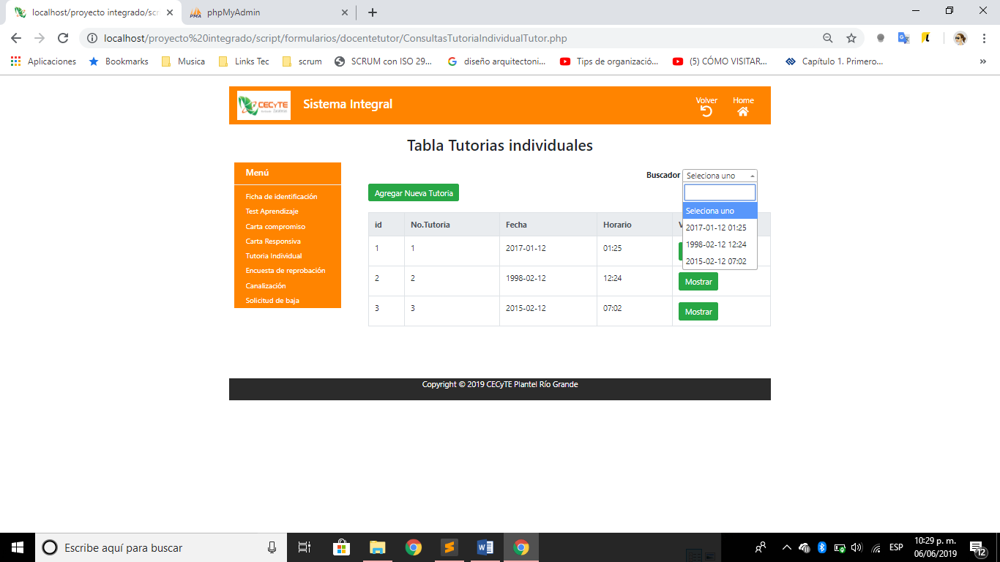 localhost/proyecto integrado/scr
phpMyAdmin
localhost/proyecto%20integrado/script/formularios/docentetutor/ConsultasTutoriaIndividualTutor.php
Aplicaciones Bookmarks Musica Links Tec scrum SCRUM con ISO 29... diseño arquitectoni... Tips de organizació... (5) CÓMO VISITAR... Capítulo 1. Primero... »
CECyTE Sistema Integral Volver Home
Tabla Tutorias individuales
Menú
Ficha de identificación
Test Aprendizaje
Carta compromiso
Carta Responsiva
Tutoria Individual
Encuesta de reprobación
Canalización
Solicitud de baja
Buscador Seleciona uno
Seleciona uno
2017-01-12 01:25
1998-02-12 12:24
2015-02-12 07:02
Agregar Nueva Tutoria
id No.Tutoria Fecha Horario
1 1 2017-01-12 01:25
2 2 1998-02-12 12:24 Mostrar
3 3 2015-02-12 07:02 Mostrar
Copyright © 2019 CECyTE Plantel Río Grande
Escribe aquí para buscar
ESP
10:29 p. m.
06/06/2019
12